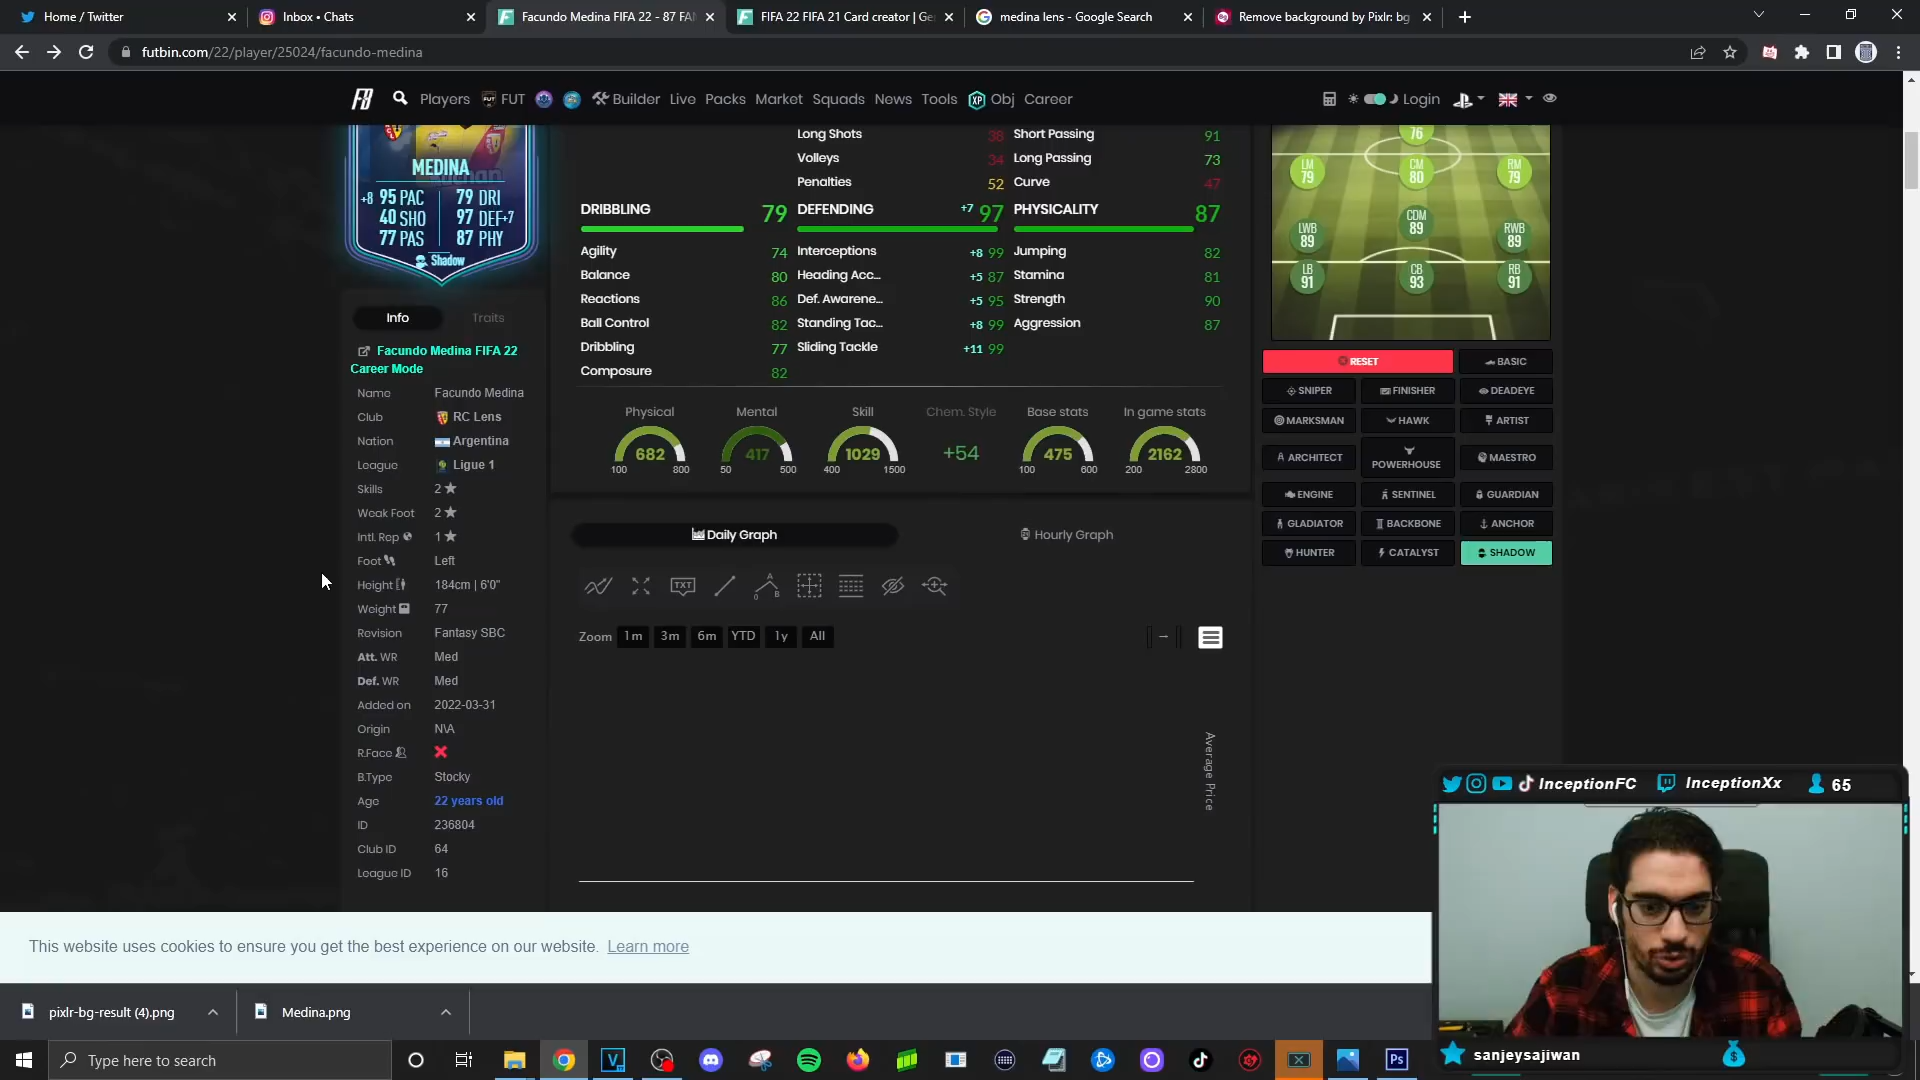 Home / Twitter
Inbox • Chats
Facundo Medina FIFA 22 - 87 FAN
FIFA 22 FIFA 21 Card creator | Ge
medina lens - Google Search
Remove background by Pixlr: bg
futbin.com/22/player/25024/facundo-medina
Players FUT Builder Live Packs Market Squads News Tools XP Obj Career Login
MEDINA
+8 95 PAC 79 DRI
40 SHO 97 DEF+7
77 PAS 87 PHY
Shadow
Long Shots 38 Short Passing 91
Volleys 34 Long Passing 73
Penalties 52 Curve 47
DRIBBLING 79 DEFENDING +7 97 PHYSICALITY 87
Agility 74 Interceptions +8 99 Jumping 82
Balance 80 Heading Acc... +5 87 Stamina 81
Reactions 86 Def. Awarene... +5 95 Strength 90
Ball Control 82 Standing Tac... +8 99 Aggression 87
Dribbling 77 Sliding Tackle +11 99
Composure 82
Physical Mental Skill Chem. Style Base stats In game stats
682 417 1029 +54 475 2162
100 800 50 500 400 1500 100 600 200 2800
76
LM 79 CM 80 RM 79
LWB 89 CDM 89 RWB 89
LB 91 CB 93 RB 91
RESET BASIC
SNIPER FINISHER DEADEYE
MARKSMAN HAWK ARTIST
ARCHITECT POWERHOUSE MAESTRO
ENGINE SENTINEL GUARDIAN
GLADIATOR BACKBONE ANCHOR
HUNTER CATALYST SHADOW
Info Traits
Facundo Medina FIFA 22
Career Mode
Name Facundo Medina
Club RC Lens
Nation Argentina
League Ligue 1
Skills 2
Weak Foot 2
Intl. Rep 1
Foot Left
Height 184cm | 6'0"
Weight 77
Revision Fantasy SBC
Att. WR Med
Def. WR Med
Added on 2022-03-31
Origin N\A
R.Face
B.Type Stocky
Age 22 years old
ID 236804
Club ID 64
League ID 16
Daily Graph Hourly Graph
TXT
Zoom 1m 3m 6m YTD 1y All →
Average Price
This website uses cookies to ensure you get the best experience on our website. Learn more
InceptionFC InceptionXx 65
sanjeysajiwan
pixlr-bg-result (4).png Medina.png
Type here to search
Ps